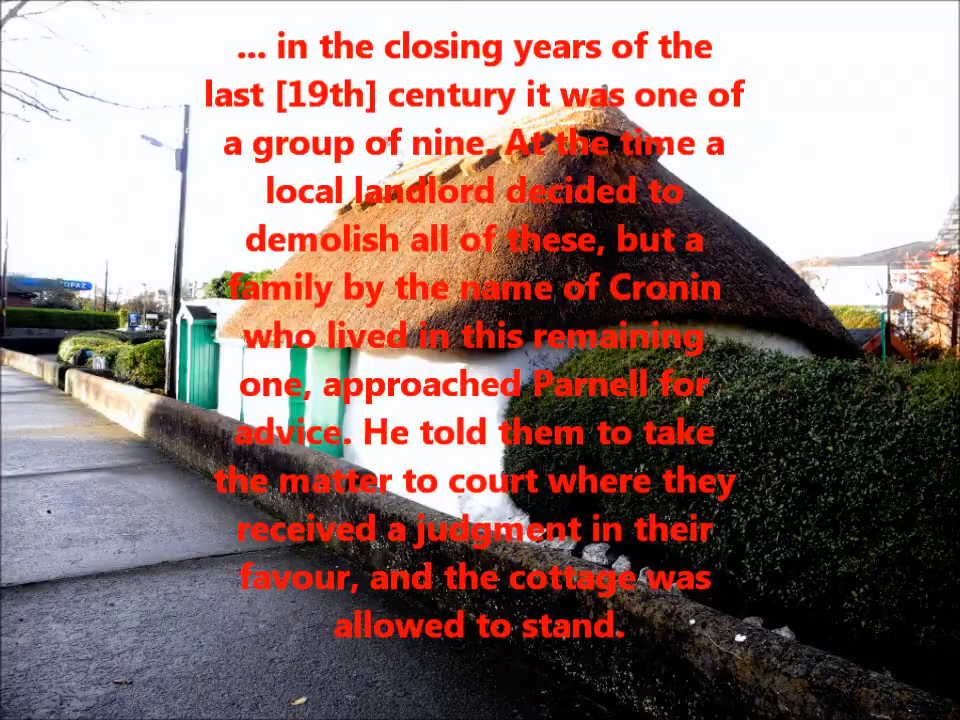 ... in the closing years of the
last [19th] century it was one of
a group of nine. At the time a
local landlord decided to
demolish all of these, but a
family by the name of Cronin
who lived in this remaining
one, approached Parnell for
advice. He told them to take
the matter to court where they
received a judgment in their
favour, and the cottage was
allowed to stand.
TOPAZ